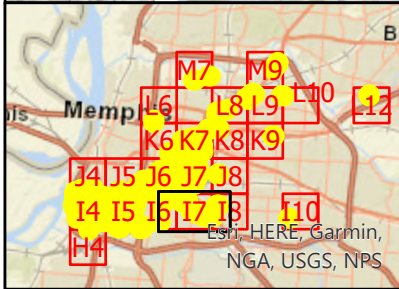 B
M7 M9
L6 L8 L9 L10 L12
Memphis
K6 K7 K8 K9
J4 J5 J6 J7 J8
I4 I5 I6 I7 I8 I10
H4
Esri, HERE, Garmin,
NGA, USGS, NPS